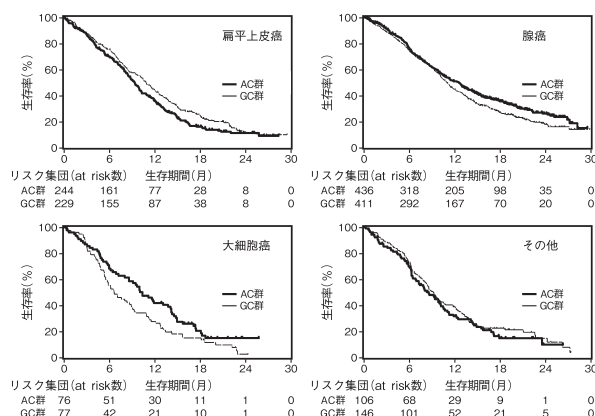 扁平上皮癌
生存率(%)
100
80
60
40
20
0
AC群
GC群
0 6 12 18 24 30
リスク集団(at risk数) 生存期間(月)
AC群 244 161 77 28 8 0
GC群 229 155 87 38 8 0
腺癌
生存率(%)
100
80
60
40
20
0
AC群
GC群
0 6 12 18 24 30
リスク集団(at risk数) 生存期間(月)
AC群 436 318 205 98 35 0
GC群 411 292 167 70 20 0
大細胞癌
生存率(%)
100
80
60
40
20
0
AC群
GC群
0 6 12 18 24 30
リスク集団(at risk数) 生存期間(月)
AC群 76 51 30 11 1 0
GC群 77 42 21 10 1 0
その他
生存率(%)
100
80
60
40
20
0
AC群
GC群
0 6 12 18 24 30
リスク集団(at risk数) 生存期間(月)
AC群 106 68 29 9 1 0
GC群 146 101 52 21 5 0